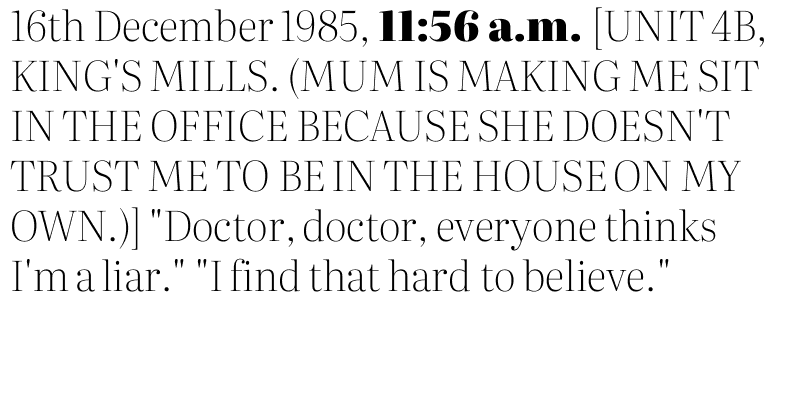 16th December 1985, 11:56 a.m. [UNIT 4B,
KING'S MILLS. (MUM IS MAKING ME SIT
IN THE OFFICE BECAUSE SHE DOESN'T
TRUST ME TO BE IN THE HOUSE ON MY
OWN.)] "Doctor, doctor, everyone thinks
I'm a liar." "I find that hard to believe."